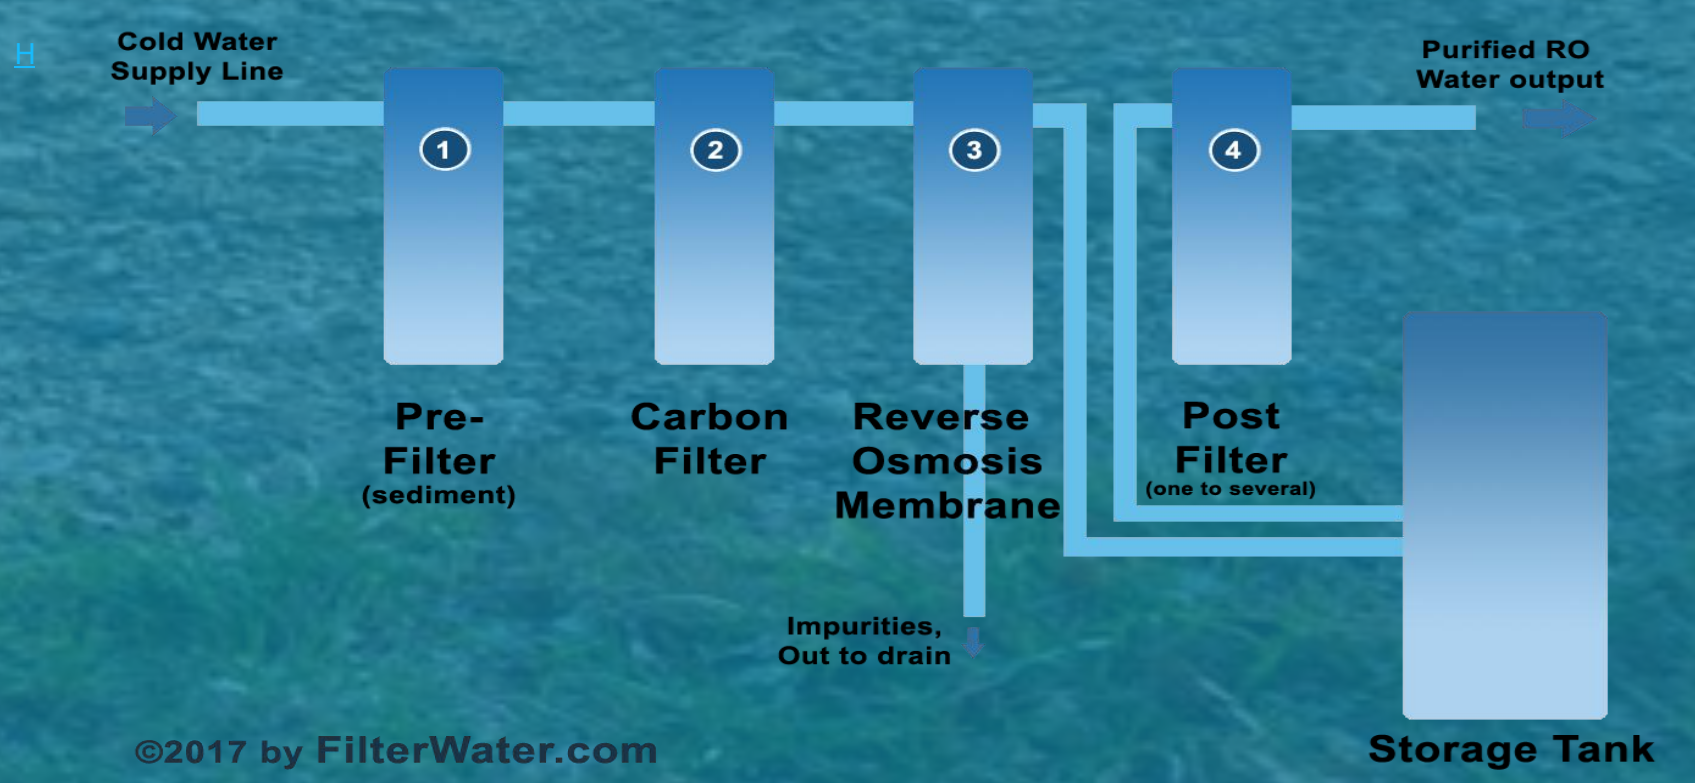 H
Cold Water
Supply Line
Purified RO
Water output
1
2
3
4
Pre-
Filter
(sediment)
Carbon
Filter
Reverse
Osmosis
Membrane
Post
Filter
(one to several)
Impurities,
Out to drain
Storage Tank
©2017 by FilterWater.com